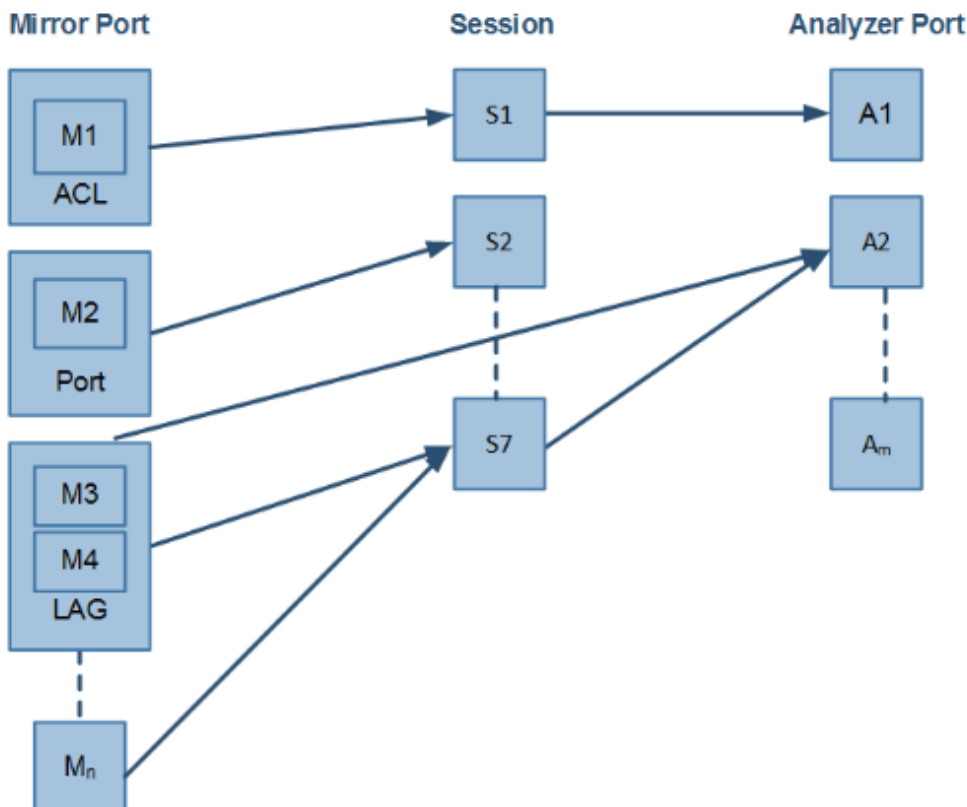 Mirror Port
Session
Analyzer Port
M1
ACL
S1
A1
M2
Port
S2
A2
M3
M4
LAG
S7
Am
Mn